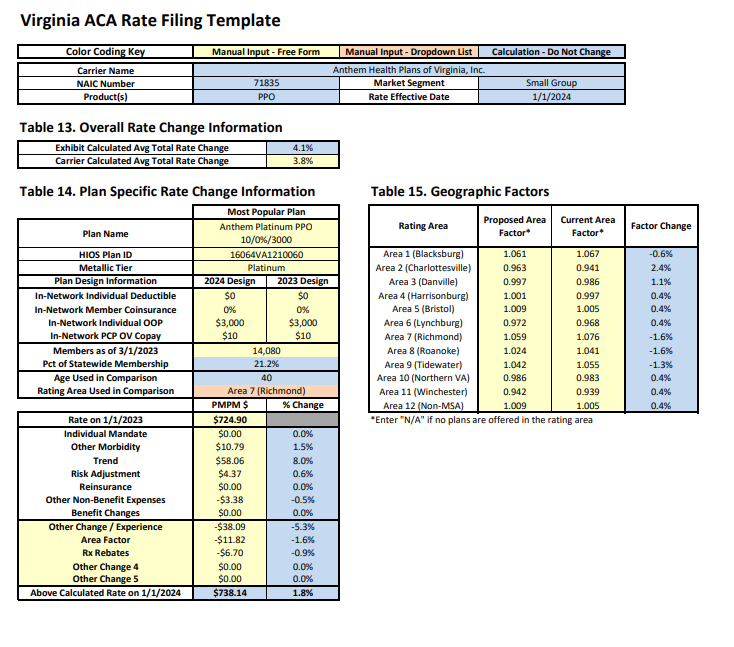 Virginia ACA Rate Filing Template
Color Coding Key Manual Input - Free Form Manual Input - Dropdown List Calculation - Do Not Change
Carrier Name Anthem Health Plans of Virginia, Inc.
NAIC Number 71835 Market Segment Small Group
Product(s) PPO Rate Effective Date 1/1/2024
Table 13. Overall Rate Change Information
Exhibit Calculated Avg Total Rate Change 4.1%
Carrier Calculated Avg Total Rate Change 3.8%
Table 14. Plan Specific Rate Change Information
Most Popular Plan
Plan Name Anthem Platinum PPO
10/0%/3000
HIOS Plan ID 16064VA1210060
Metallic Tier Platinum
Plan Design Information 2024 Design 2023 Design
In-Network Individual Deductible $0 $0
In-Network Member Coinsurance 0% 0%
In-Network Individual OOP $3,000 $3,000
In-Network PCP OV Copay $10 $10
Members as of 3/1/2023 14,080
Pct of Statewide Membership 21.2%
Age Used in Comparison 40
Rating Area Used in Comparison Area 7 (Richmond)
PMPM $ % Change
Rate on 1/1/2023 $724.90
Individual Mandate $0.00 0.0%
Other Morbidity $10.79 1.5%
Trend $58.06 8.0%
Risk Adjustment $4.37 0.6%
Reinsurance $0.00 0.0%
Other Non-Benefit Expenses -$3.38 -0.5%
Benefit Changes $0.00 0.0%
Other Change / Experience -$38.09 -5.3%
Area Factor -$11.82 -1.6%
Rx Rebates -$6.70 -0.9%
Other Change 4 $0.00 0.0%
Other Change 5 $0.00 0.0%
Above Calculated Rate on 1/1/2024 $738.14 1.8%
Table 15. Geographic Factors
Rating Area Proposed Area Factor* Current Area Factor* Factor Change
Area 1 (Blacksburg) 1.061 1.067 -0.6%
Area 2 (Charlottesville) 0.963 0.941 2.4%
Area 3 (Danville) 0.997 0.986 1.1%
Area 4 (Harrisonburg) 1.001 0.997 0.4%
Area 5 (Bristol) 1.009 1.005 0.4%
Area 6 (Lynchburg) 0.972 0.968 0.4%
Area 7 (Richmond) 1.059 1.076 -1.6%
Area 8 (Roanoke) 1.024 1.041 -1.6%
Area 9 (Tidewater) 1.042 1.055 -1.3%
Area 10 (Northern VA) 0.986 0.983 0.4%
Area 11 (Winchester) 0.942 0.939 0.4%
Area 12 (Non-MSA) 1.009 1.005 0.4%
*Enter "N/A" if no plans are offered in the rating area